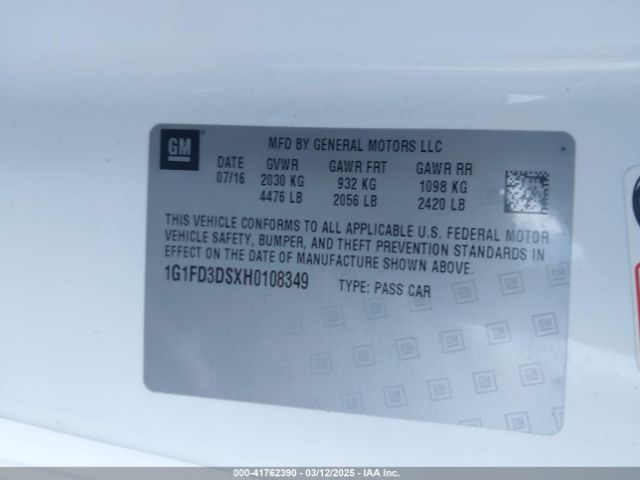 GM
MFD BY GENERAL MOTORS LLC
DATE GVWR GAWR FRT GAWR RR
07/16 2030 KG 932 KG 1098 KG
4476 LB 2056 LB 2420 LB
THIS VEHICLE CONFORMS TO ALL APPLICABLE U.S. FEDERAL MOTOR
VEHICLE SAFETY, BUMPER, AND THEFT PREVENTION STANDARDS IN
EFFECT ON THE DATE OF MANUFACTURE SHOWN ABOVE.
1G1FD3DSXH0108349 TYPE: PASS CAR
000-41762390 - 03/12/2025 - IAA Inc.